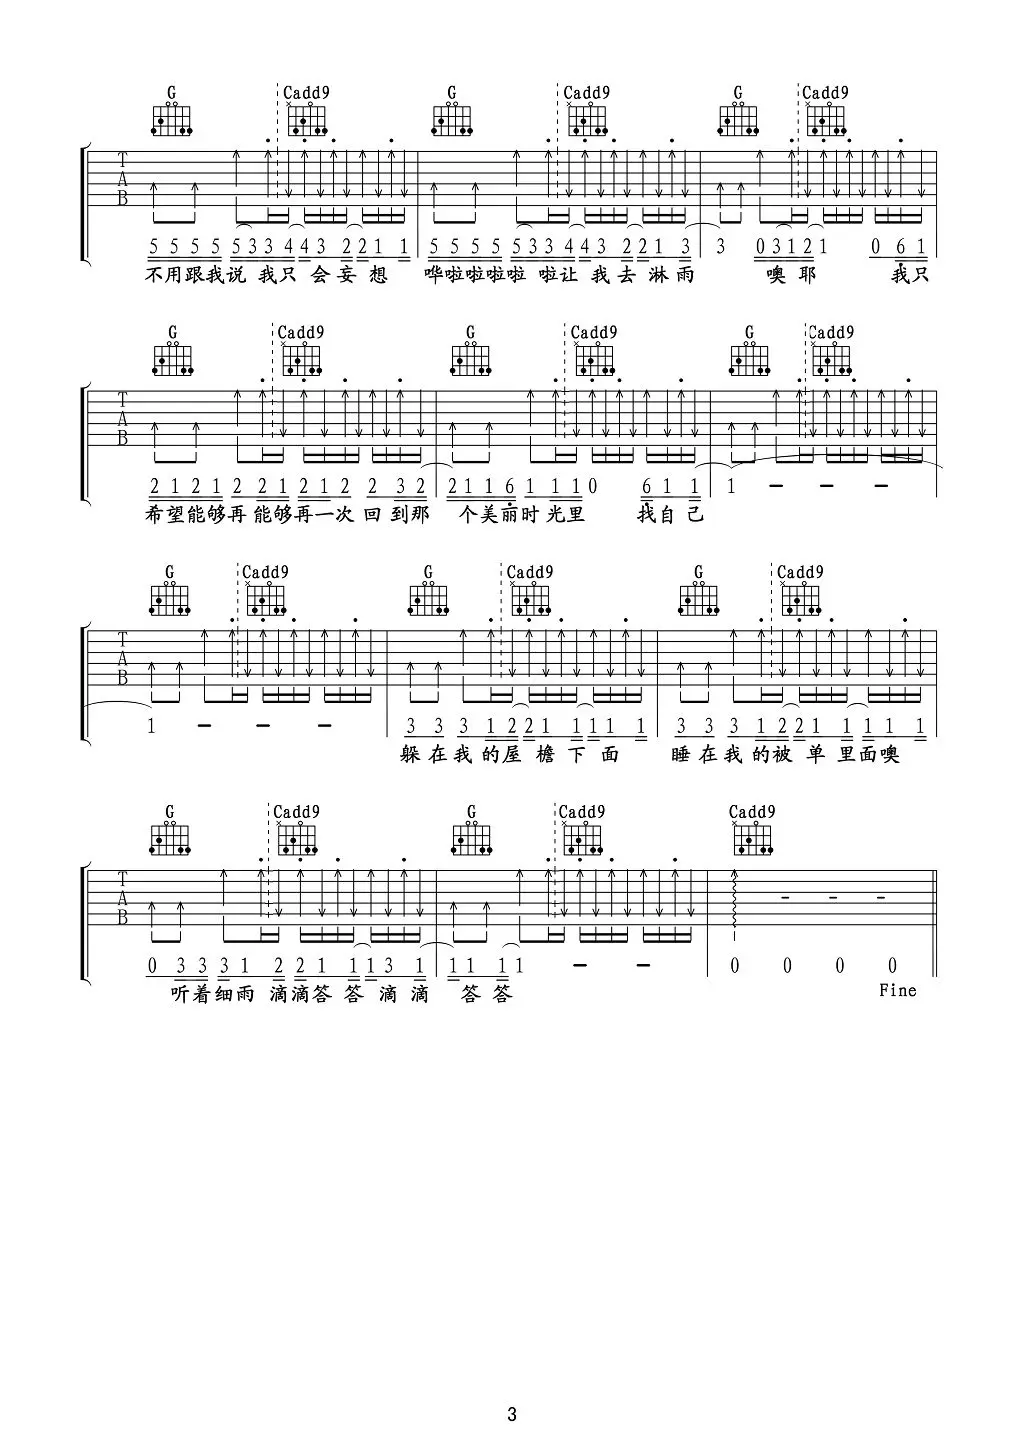 G Cadd9 G Cadd9 G Cadd9
T
A
B
5 5 5 5 5 3 3 4 4 3 2 2 1 1 5 5 5 5 5 3 3 4 4 3 2 2 1 3 3 0 3 1 2 1 0 6 1
不用跟我说 我只 会妄想 哗啦啦啦啦 啦让 我去淋雨 噢耶 我只
G Cadd9 G Cadd9 G Cadd9
T
A
B
2 1 2 1 2 2 1 2 1 2 2 3 2 2 1 1 6 1 1 1 0 6 1 1 1 - - -
希望能够再能够再一次回到那 个美丽时光里 找自己
G Cadd9 G Cadd9 G Cadd9
T
A
B
1 - - - 3 3 3 1 2 2 1 1 1 1 1 3 3 3 1 2 2 1 1 1 1 1
躲在我的屋 檐下面 睡在我的被 单里面噢
G Cadd9 G Cadd9 Cadd9
T
A
B
- - -
0 3 3 3 1 2 2 1 1 1 1 3 1 1 1 1 1 - - 0 0 0 0
听着细雨 滴滴答答 滴滴 答答
Fine
3